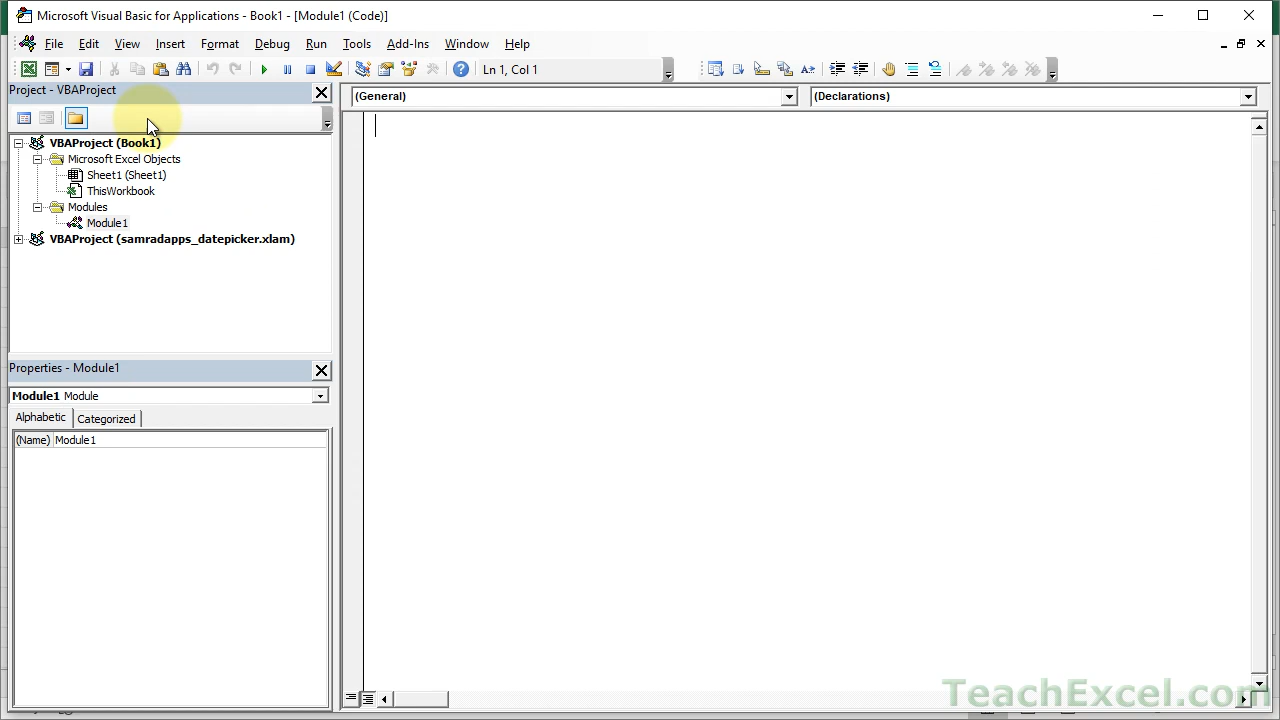 Microsoft Visual Basic for Applications - Book1 - [Module1 (Code)]
File Edit View Insert Format Debug Run Tools Add-Ins Window Help
Ln 1, Col 1
Project - VBAProject
(General)
(Declarations)
VBAProject (Book1)
Microsoft Excel Objects
Sheet1 (Sheet1)
ThisWorkbook
Modules
Module1
VBAProject (samradapps_datepicker.xlam)
Properties - Module1
Module1 Module
Alphabetic Categorized
(Name) Module1
TeachExcel.com